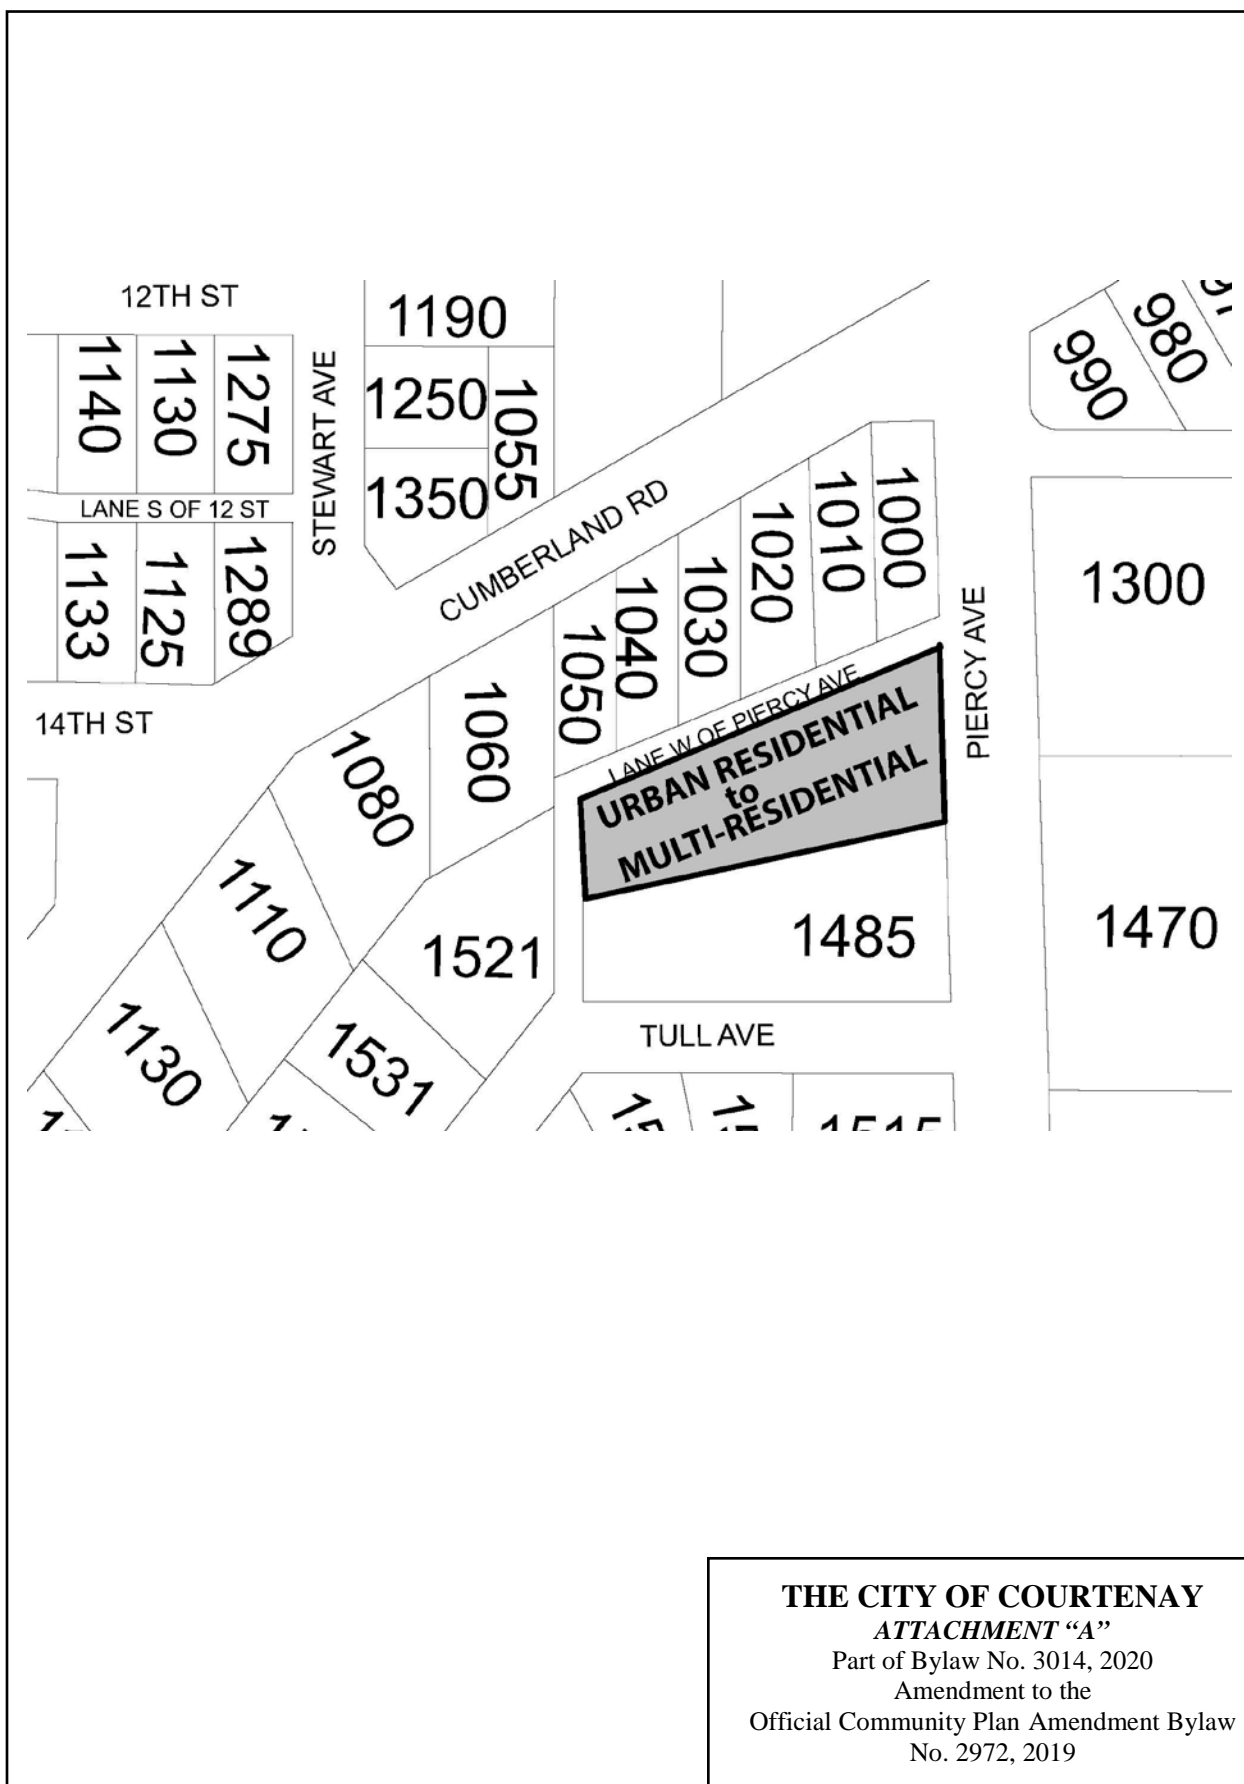 12TH ST
1190
980
990
1140
1130
1275
STEWART AVE
1250
1055
1350
LANE S OF 12 ST
CUMBERLAND RD
1133
1125
1289
1000
1010
1020
1030
1040
1050
1300
PIERCY AVE
14TH ST
1060
1080
LANE W OF PIERCY AVE
URBAN RESIDENTIAL
to
MULTI-RESIDENTIAL
1110
1521
1485
1470
1130
1531
TULL AVE
1515
THE CITY OF COURTENAY
ATTACHMENT “A”
Part of Bylaw No. 3014, 2020
Amendment to the
Official Community Plan Amendment Bylaw
No. 2972, 2019